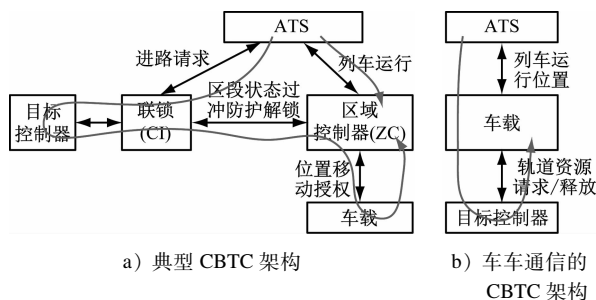 ATS
进路请求
列车运行
目标
控制器
联锁
(CI)
区段状态过
冲防护解锁
区域
控制器(ZC)
位置移
动授权
车载
a）典型 CBTC 架构
ATS
列车运
行位置
车载
轨道资源
请求/释放
目标控制器
b）车车通信的
CBTC 架构